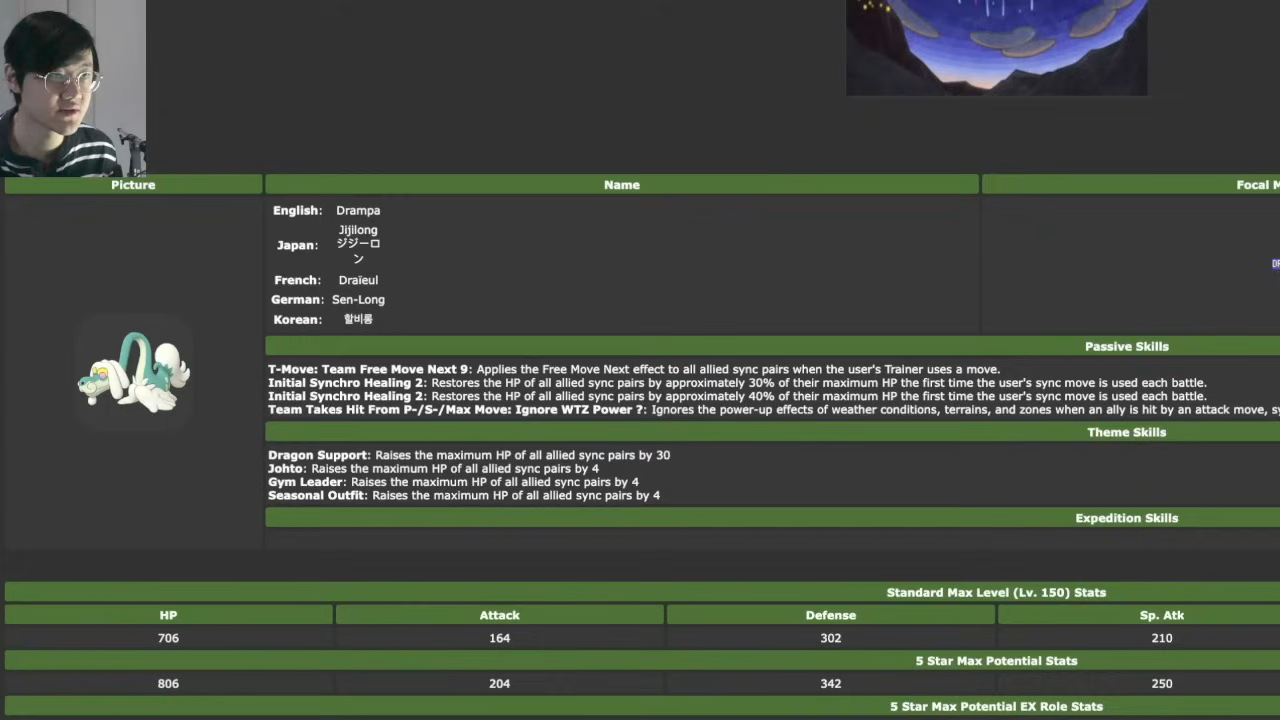 Picture
Name
Focal M
English: Drampa
Jijilong
Japan: ジジーロ
ン
French: Draïeul
German: Sen-Long
Korean: 할비롱
Passive Skills
T-Move: Team Free Move Next 9: Applies the Free Move Next effect to all allied sync pairs when the user's Trainer uses a move.
Initial Synchro Healing 2: Restores the HP of all allied sync pairs by approximately 30% of their maximum HP the first time the user's sync move is used each battle.
Initial Synchro Healing 2: Restores the HP of all allied sync pairs by approximately 40% of their maximum HP the first time the user's sync move is used each battle.
Team Takes Hit From P-/S-/Max Move: Ignore WTZ Power ?: Ignores the power-up effects of weather conditions, terrains, and zones when an ally is hit by an attack move, sy
Theme Skills
Dragon Support: Raises the maximum HP of all allied sync pairs by 30
Johto: Raises the maximum HP of all allied sync pairs by 4
Gym Leader: Raises the maximum HP of all allied sync pairs by 4
Seasonal Outfit: Raises the maximum HP of all allied sync pairs by 4
Expedition Skills
Standard Max Level (Lv. 150) Stats
HP Attack Defense Sp. Atk
706 164 302 210
5 Star Max Potential Stats
806 204 342 250
5 Star Max Potential EX Role Stats